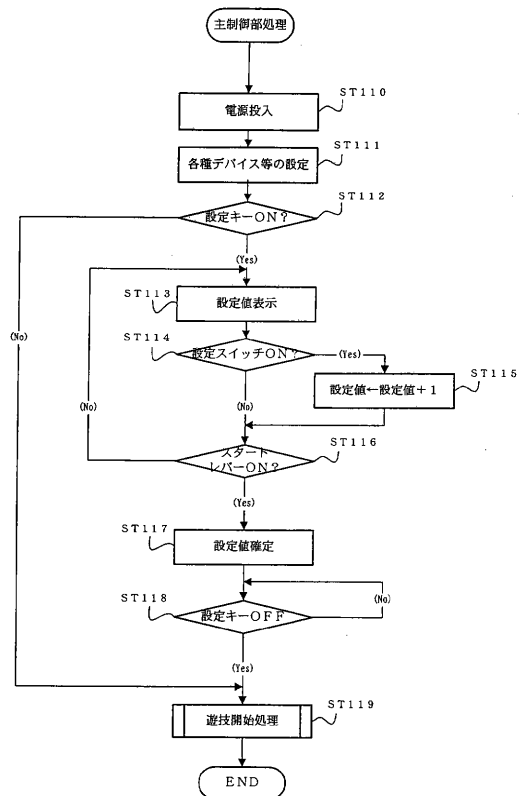 主制御部処理
ST110
電源投入
ST111
各種デバイス等の設定
ST112
設定キーON?
(Yes)
ST113
設定値表示
(No)
ST114
設定スイッチON?
(Yes)
ST115
設定値←設定値+1
(No)
(No)
ST116
スタート
レバーON?
(Yes)
ST117
設定値確定
ST118
設定キーOFF
(No)
(Yes)
ST119
遊技開始処理
END